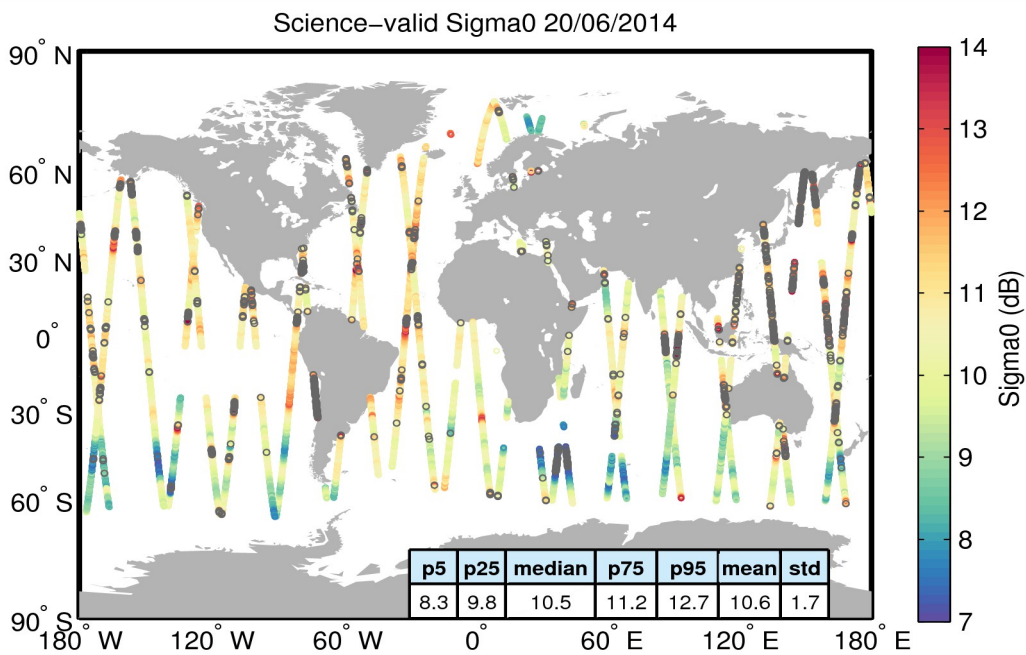 Science−valid Sigma0 20/06/2014
90° N
60° N
30° N
0°
30° S
60° S
90° S
180° W
120° W
60° W
0°
60° E
120° E
180° E
p5 p25 median p75 p95 mean std
8.3 9.8 10.5 11.2 12.7 10.6 1.7
14
13
12
11
10
9
8
7
Sigma0 (dB)